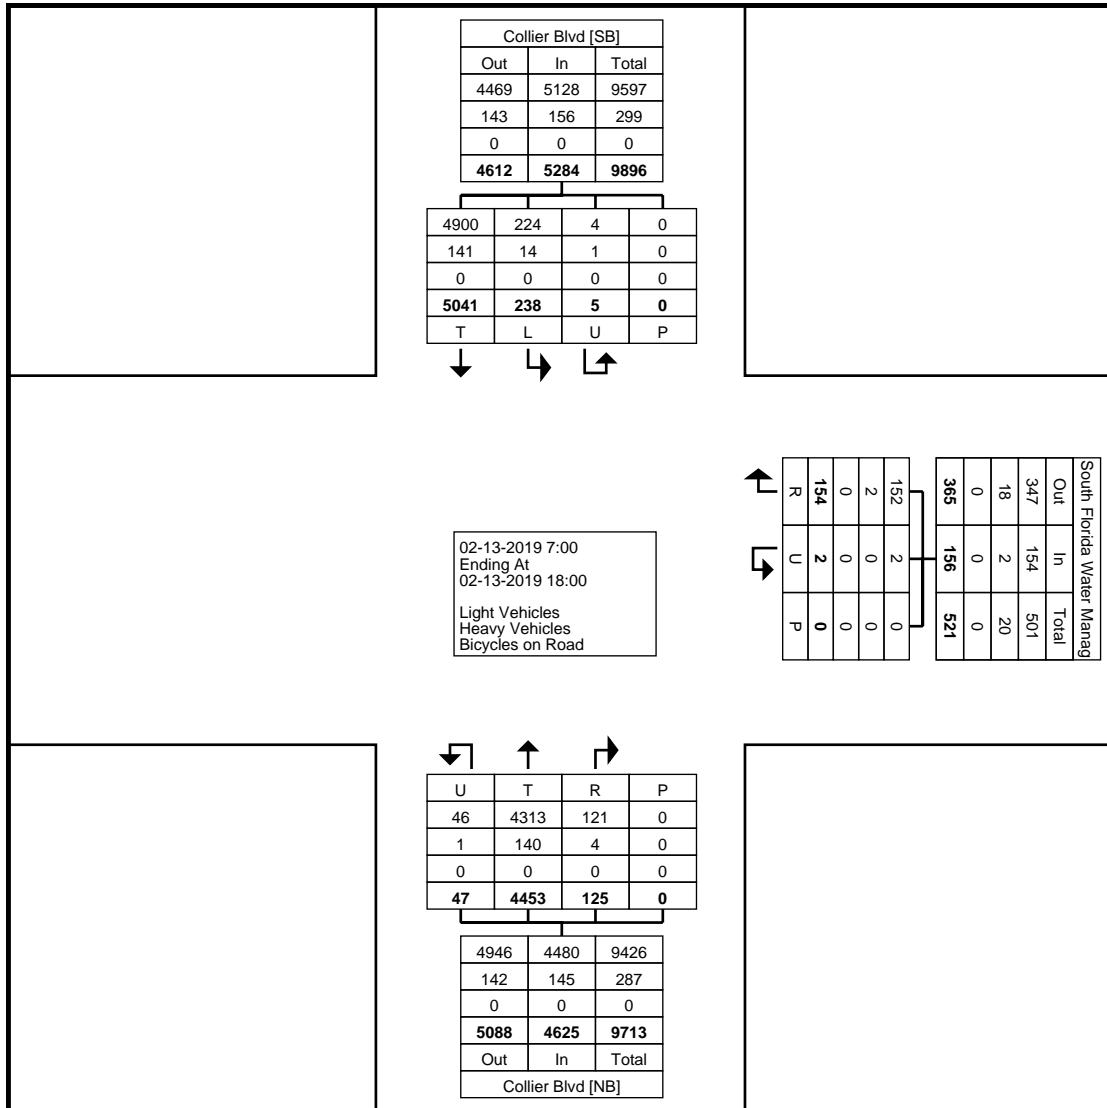 Collier Blvd [SB]
Out In Total
4469 5128 9597
143 156 299
0 0 0
4612 5284 9896
4900 224 4 0
141 14 1 0
0 0 0 0
5041 238 5 0
T L U P
South Florida Water Manag
Out In Total
347 154 501
18 2 20
0 0 0
365 156 521
152 2 0
2 0 0
0 0 0
154 2 0
R U P
02-13-2019 7:00
Ending At
02-13-2019 18:00
Light Vehicles
Heavy Vehicles
Bicycles on Road
U T R P
46 4313 121 0
1 140 4 0
0 0 0 0
47 4453 125 0
4946 4480 9426
142 145 287
0 0 0
5088 4625 9713
Out In Total
Collier Blvd [NB]